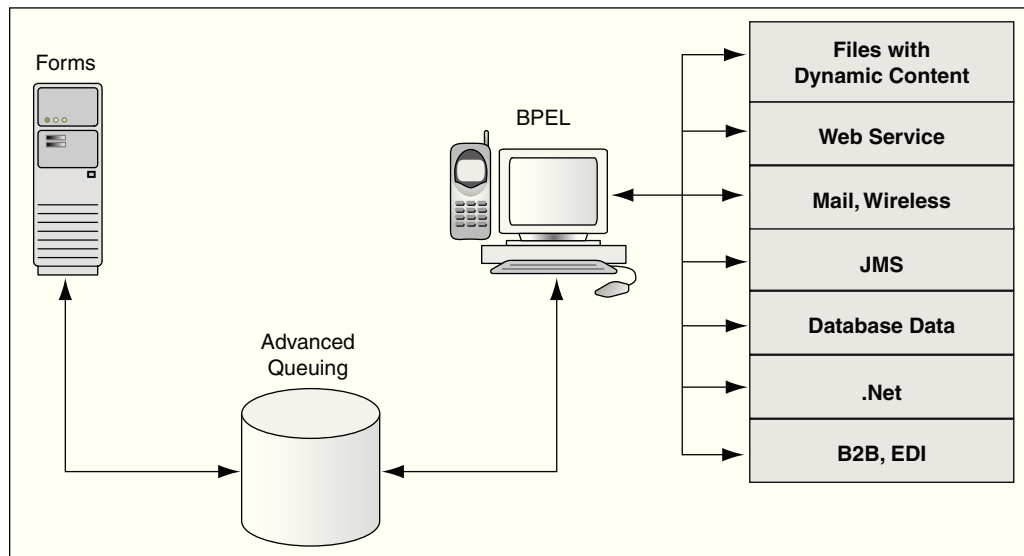 Forms
BPEL
Advanced
Queuing
Files with
Dynamic Content
Web Service
Mail, Wireless
JMS
Database Data
.Net
B2B, EDI